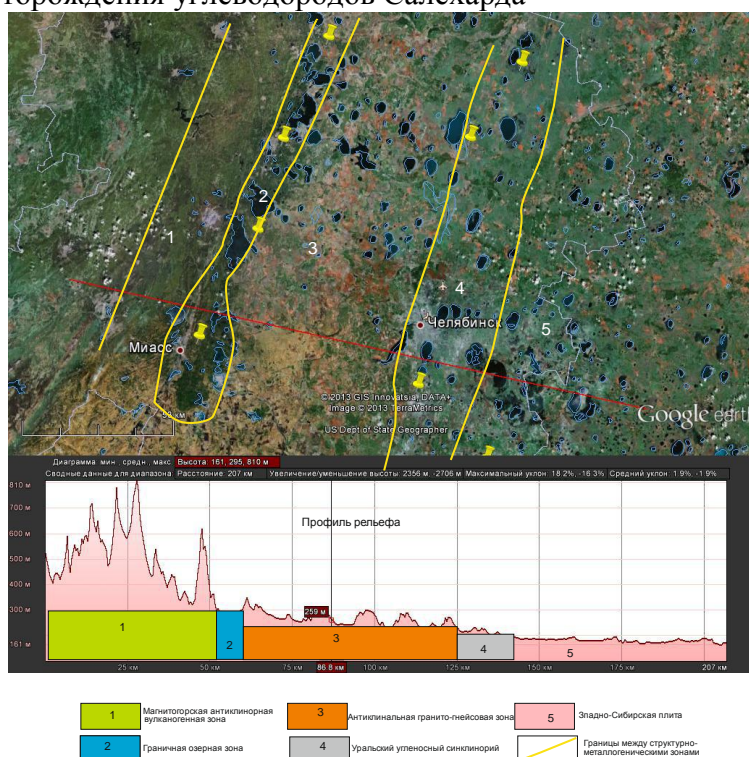 торождения углеводородов Салехарда
1
2
3
4
5
Миасс
Челябинск
50 км
© 2013 GIS Innovatsia, DATA+
Image © 2013 TerraMetrics
US Dept of State Geographer
Google earth
Диаграмма: мин., средн., макс. Высота: 161, 295, 810 м
Сводные данные для диапазона: Расстояние: 207 км Увеличение/уменьшение высоты: 2356 м, -2706 м Максимальный уклон: 18.2%, -16.3% Средний уклон: 1.9%, -1.9%
810 м
700 м
600 м
500 м
400 м
300 м
161 м
Профиль рельефа
259 м
1
2
3
4
5
25 км
50 км
75 км
86.8 км
100 км
125 км
150 км
175 км
207 км
1 Магнитогорская антиклинорная вулканогенная зона
3 Антиклинальная гранито-гнейсовая зона
5 Зпадно-Сибирская плита
2 Граничная озерная зона
4 Уральский угленосный синклинорий
Границы между структурно-
металлогеническими зонами